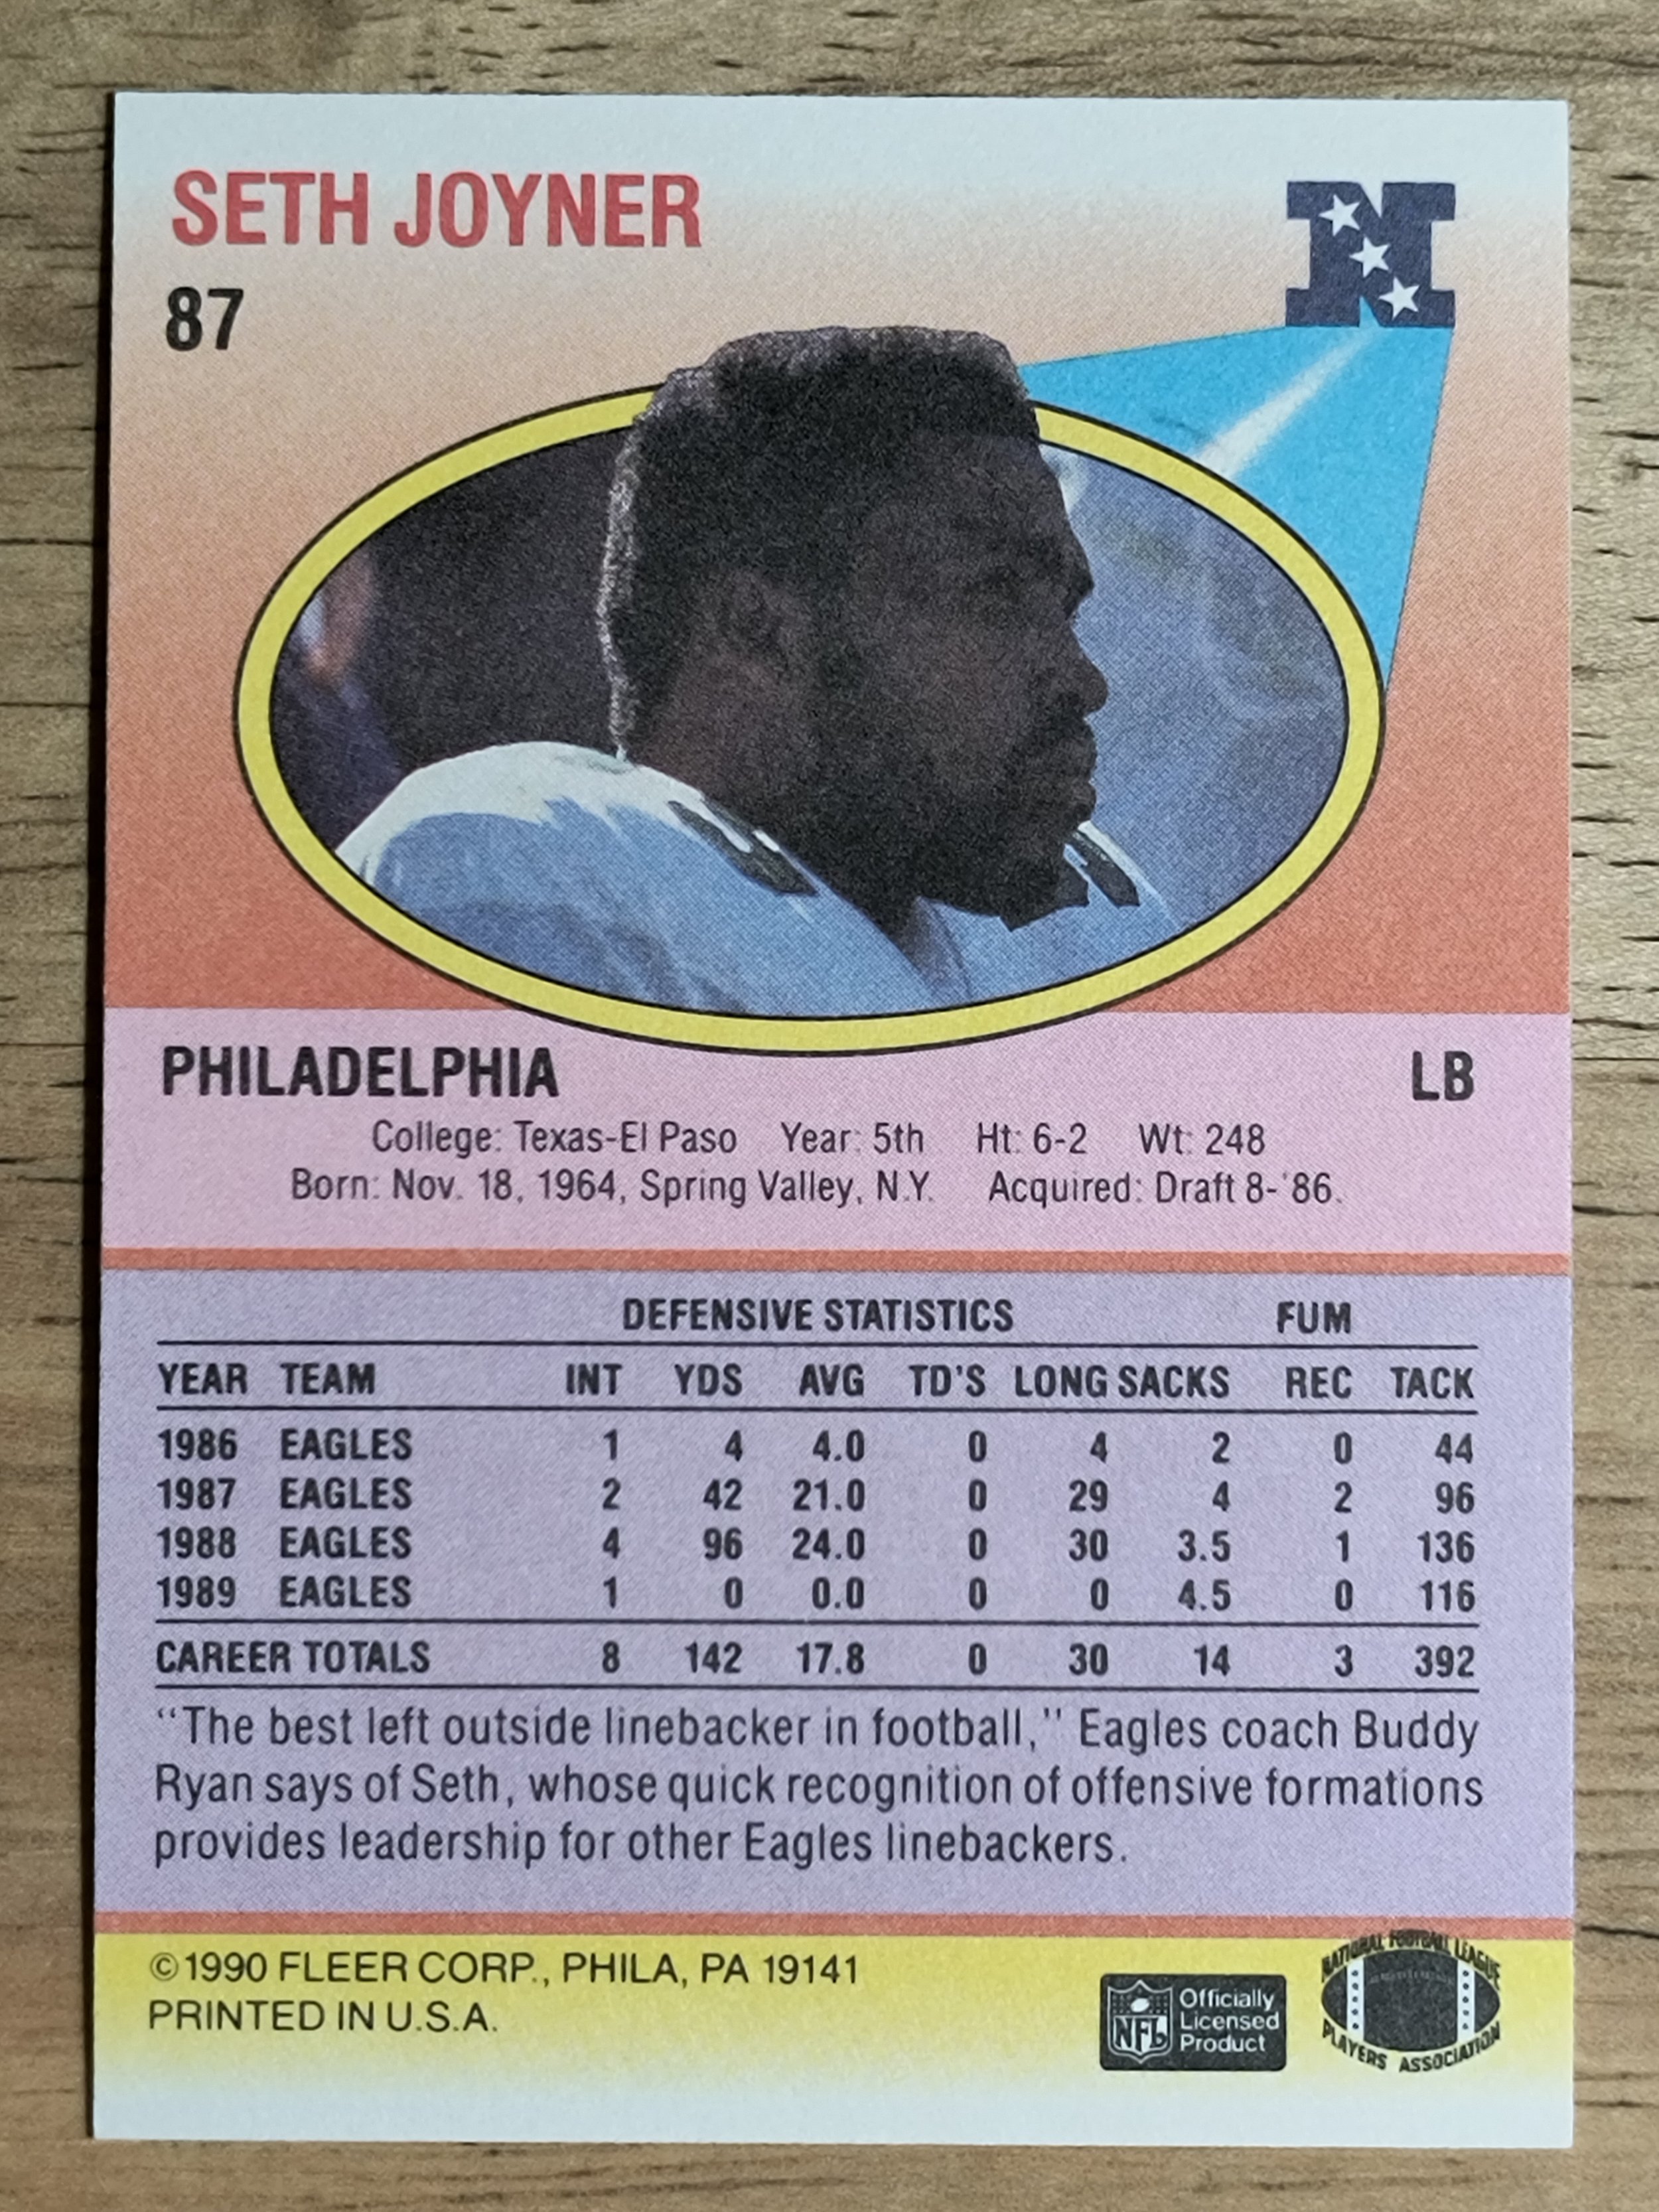 SETH JOYNER
87
N
PHILADELPHIA LB
College: Texas-El Paso Year: 5th Ht: 6-2 Wt: 248
Born: Nov. 18, 1964, Spring Valley, N.Y. Acquired: Draft 8-'86.
DEFENSIVE STATISTICS FUM
YEAR TEAM INT YDS AVG TD'S LONG SACKS REC TACK
1986 EAGLES 1 4 4.0 0 4 2 0 44
1987 EAGLES 2 42 21.0 0 29 4 2 96
1988 EAGLES 4 96 24.0 0 30 3.5 1 136
1989 EAGLES 1 0 0.0 0 0 4.5 0 116
CAREER TOTALS 8 142 17.8 0 30 14 3 392
"The best left outside linebacker in football," Eagles coach Buddy
Ryan says of Seth, whose quick recognition of offensive formations
provides leadership for other Eagles linebackers.
©1990 FLEER CORP., PHILA, PA 19141
PRINTED IN U.S.A.
NFL
Officially
Licensed
Product
NATIONAL FOOTBALL LEAGUE
PLAYERS ASSOCIATION